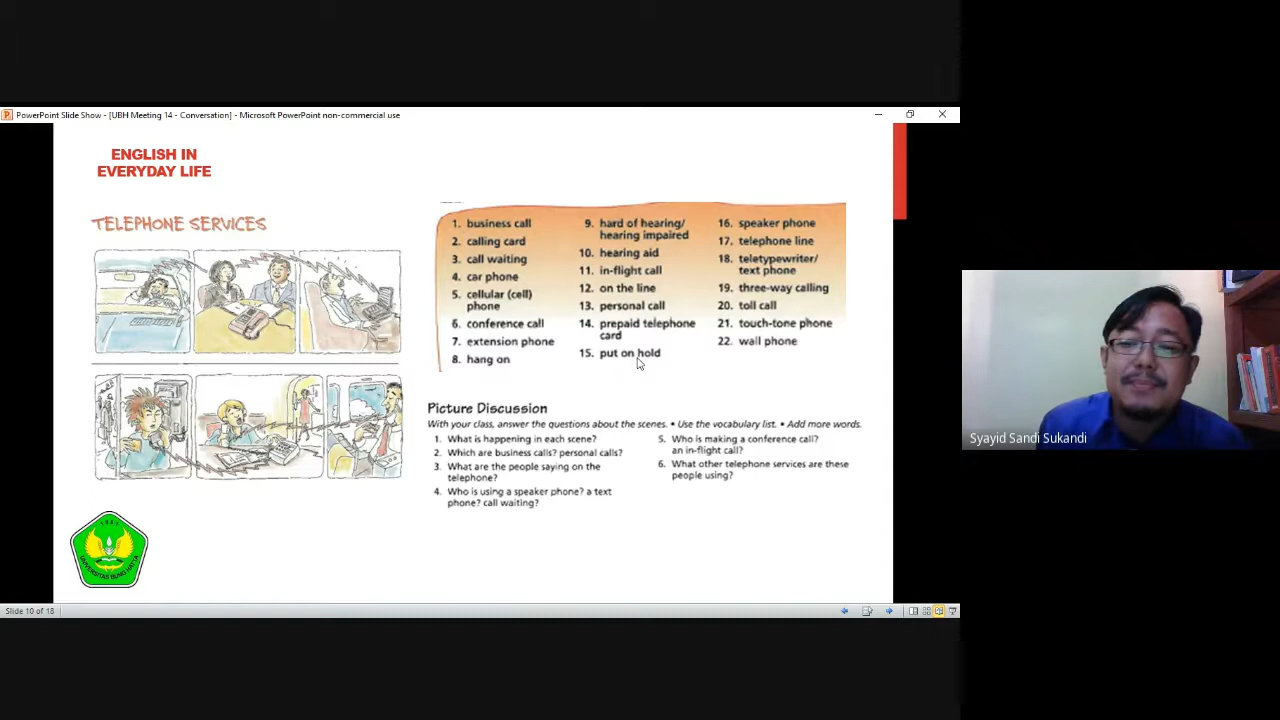 PowerPoint Slide Show - [UBH Meeting 14 - Conversation] - Microsoft PowerPoint non-commercial use
ENGLISH IN
EVERYDAY LIFE
TELEPHONE SERVICES
1. business call
2. calling card
3. call waiting
4. car phone
5. cellular (cell)
phone
6. conference call
7. extension phone
8. hang on
9. hard of hearing/
hearing impaired
10. hearing aid
11. in-flight call
12. on the line
13. personal call
14. prepaid telephone
card
15. put on hold
16. speaker phone
17. telephone line
18. teletypewriter/
text phone
19. three-way calling
20. toll call
21. touch-tone phone
22. wall phone
Picture Discussion
With your class, answer the questions about the scenes. • Use the vocabulary list. • Add more words.
1. What is happening in each scene?
2. Which are business calls? personal calls?
3. What are the people saying on the
telephone?
4. Who is using a speaker phone? a text
phone? call waiting?
5. Who is making a conference call?
an in-flight call?
6. What other telephone services are these
people using?
1981
UNIVERSITAS BUNG HATTA
Slide 10 of 18
Syayid Sandi Sukandi